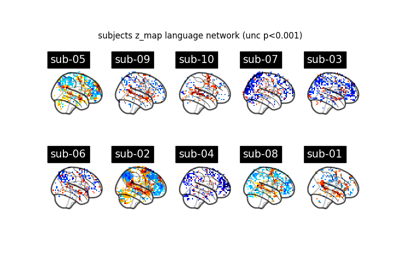 subjects z_map language network (unc p<0.001)
sub-05 sub-09 sub-10 sub-07 sub-03
sub-06 sub-02 sub-04 sub-08 sub-01